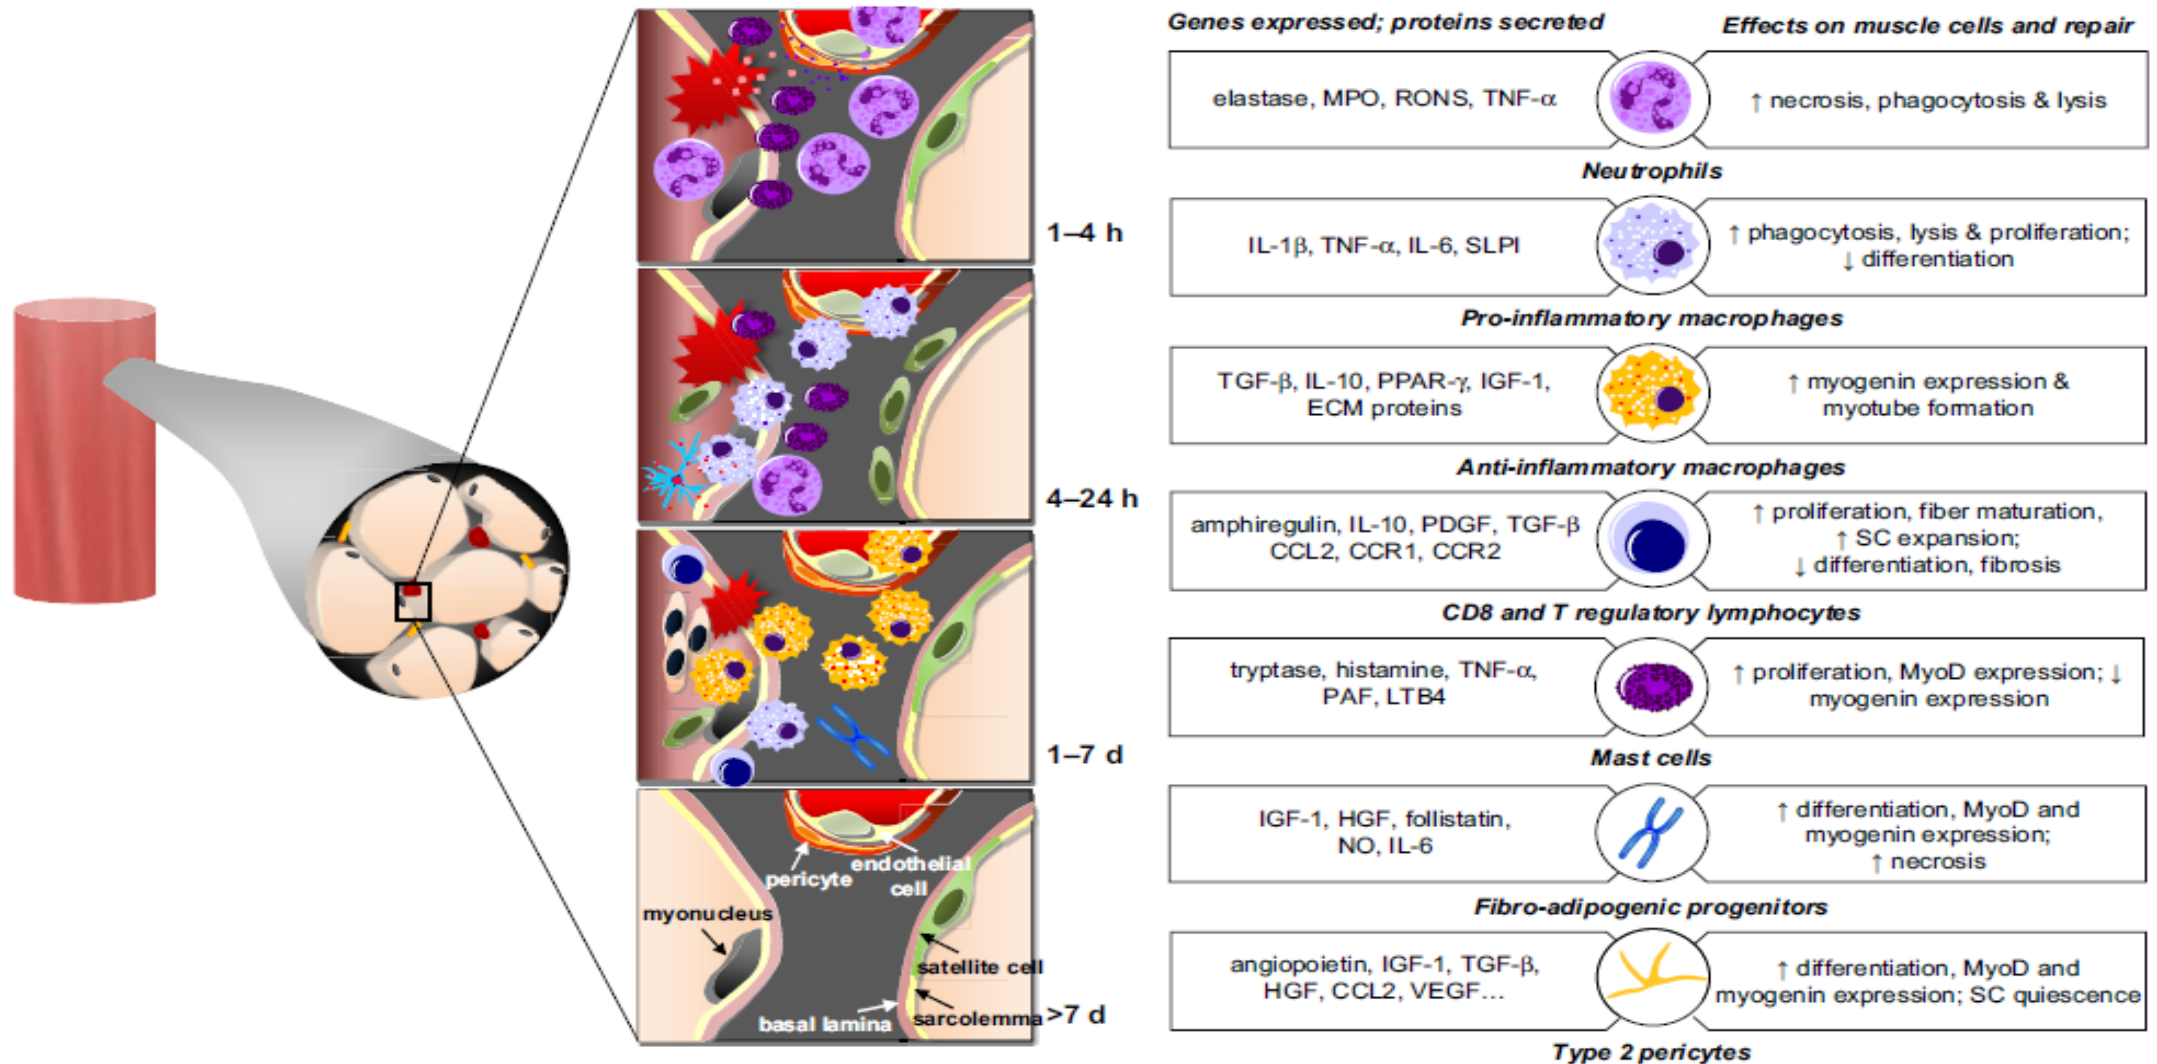 1–4 h
4–24 h
1–7 d
pericyte
endothelial
cell
myonucleus
satellite cell
basal lamina
sarcolemma
>7 d
Genes expressed; proteins secreted
Effects on muscle cells and repair
elastase, MPO, RONS, TNF-α
↑ necrosis, phagocytosis & lysis
Neutrophils
IL-1β, TNF-α, IL-6, SLPI
↑ phagocytosis, lysis & proliferation;
↓ differentiation
Pro-inflammatory macrophages
TGF-β, IL-10, PPAR-γ, IGF-1,
ECM proteins
↑ myogenin expression &
myotube formation
Anti-inflammatory macrophages
amphiregulin, IL-10, PDGF, TGF-β
CCL2, CCR1, CCR2
↑ proliferation, fiber maturation,
↑ SC expansion;
↓ differentiation, fibrosis
CD8 and T regulatory lymphocytes
tryptase, histamine, TNF-α,
PAF, LTB4
↑ proliferation, MyoD expression; ↓
myogenin expression
Mast cells
IGF-1, HGF, follistatin,
NO, IL-6
↑ differentiation, MyoD and
myogenin expression;
↑ necrosis
Fibro-adipogenic progenitors
angiopoietin, IGF-1, TGF-β,
HGF, CCL2, VEGF…
↑ differentiation, MyoD and
myogenin expression; SC quiescence
Type 2 pericytes